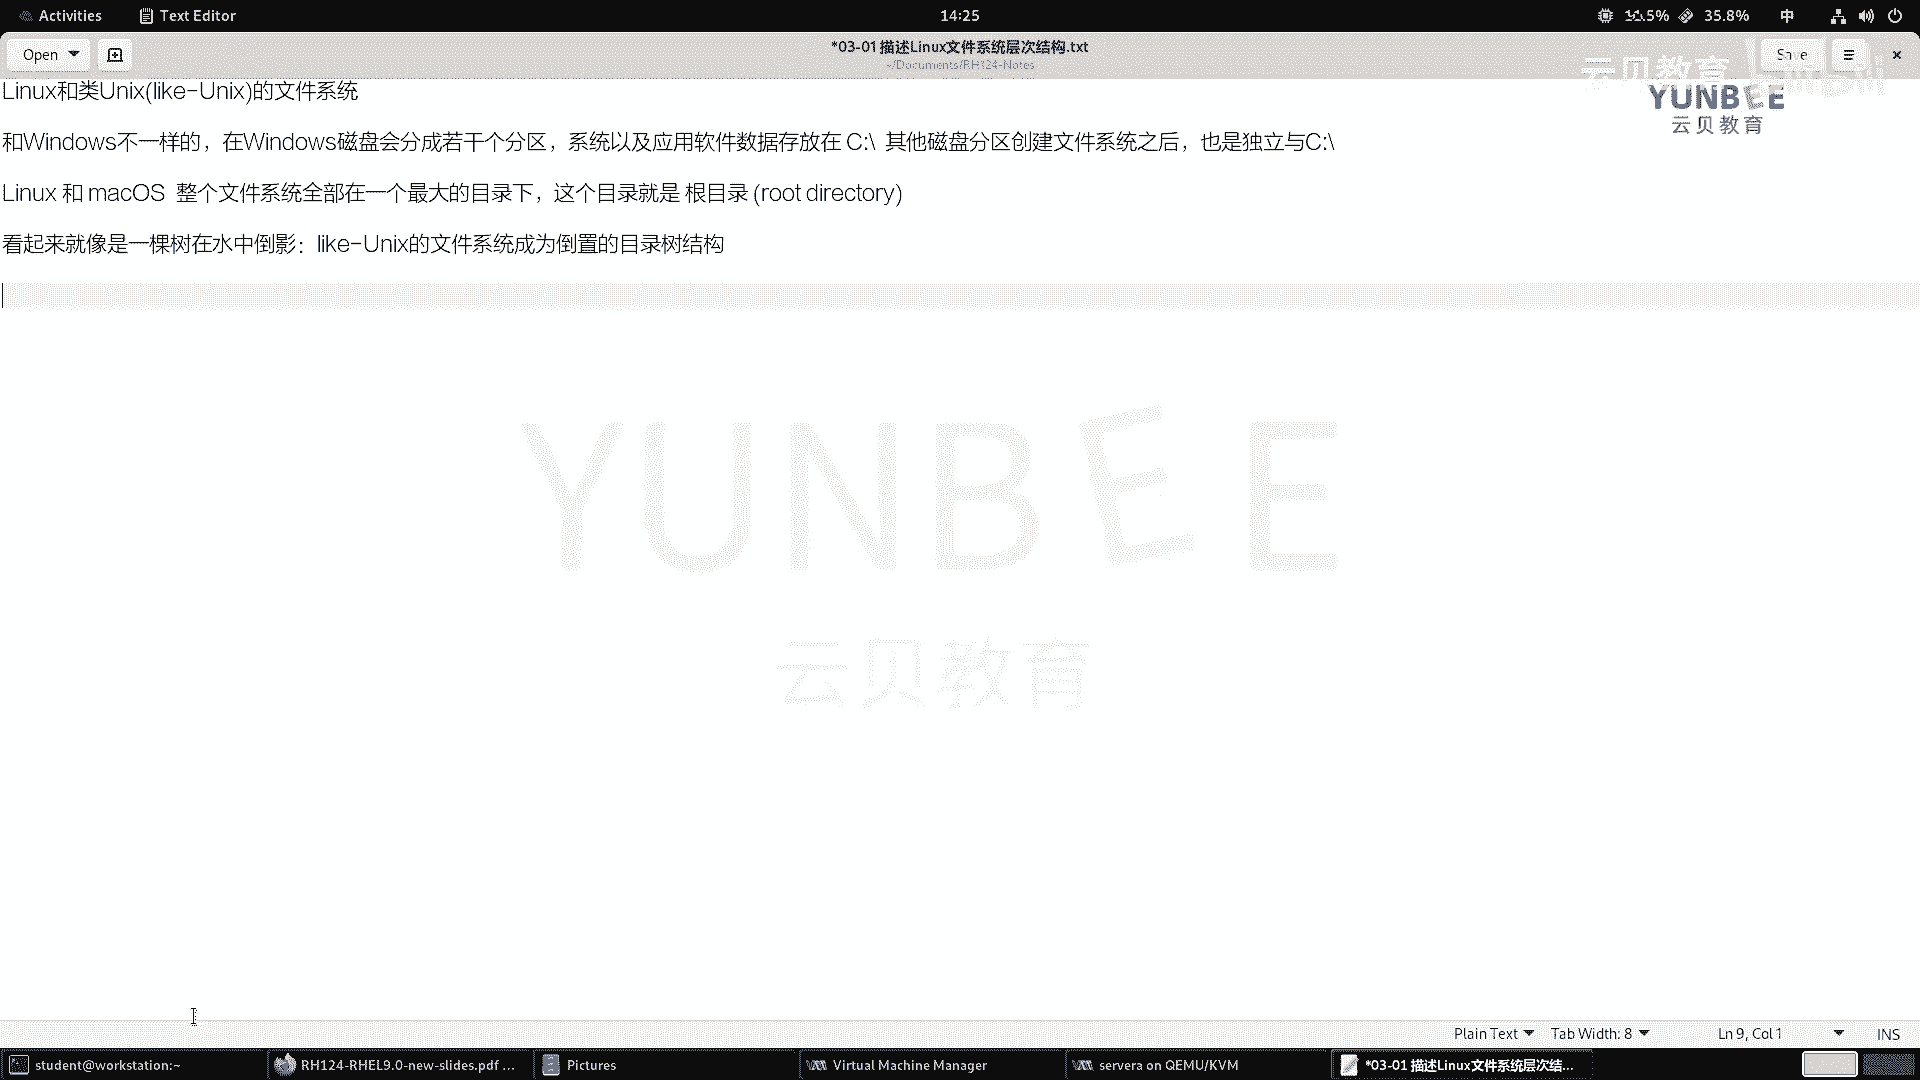 Activities
Text Editor
14:25
35.8%
中
Open
*03-01 描述Linux文件系统层次结构.txt
~/Documents/RH124-Notes
Save
云贝教育
bilibili
YUNBEE
云贝教育
Linux和类Unix(like-Unix)的文件系统
和Windows不一样的，在Windows磁盘会分成若干个分区，系统以及应用软件数据存放在 C:\ 其他磁盘分区创建文件系统之后，也是独立与C:\
Linux 和 macOS 整个文件系统全部在一个最大的目录下，这个目录就是 根目录 (root directory)
看起来就像是一棵树在水中倒影：like-Unix的文件系统成为倒置的目录树结构
YUNBEE
云贝教育
Plain Text
Tab Width: 8
Ln 9, Col 1
INS
student@workstation:~
RH124-RHEL9.0-new-slides.pdf ...
Pictures
Virtual Machine Manager
servera on QEMU/KVM
*03-01 描述Linux文件系统层次结...